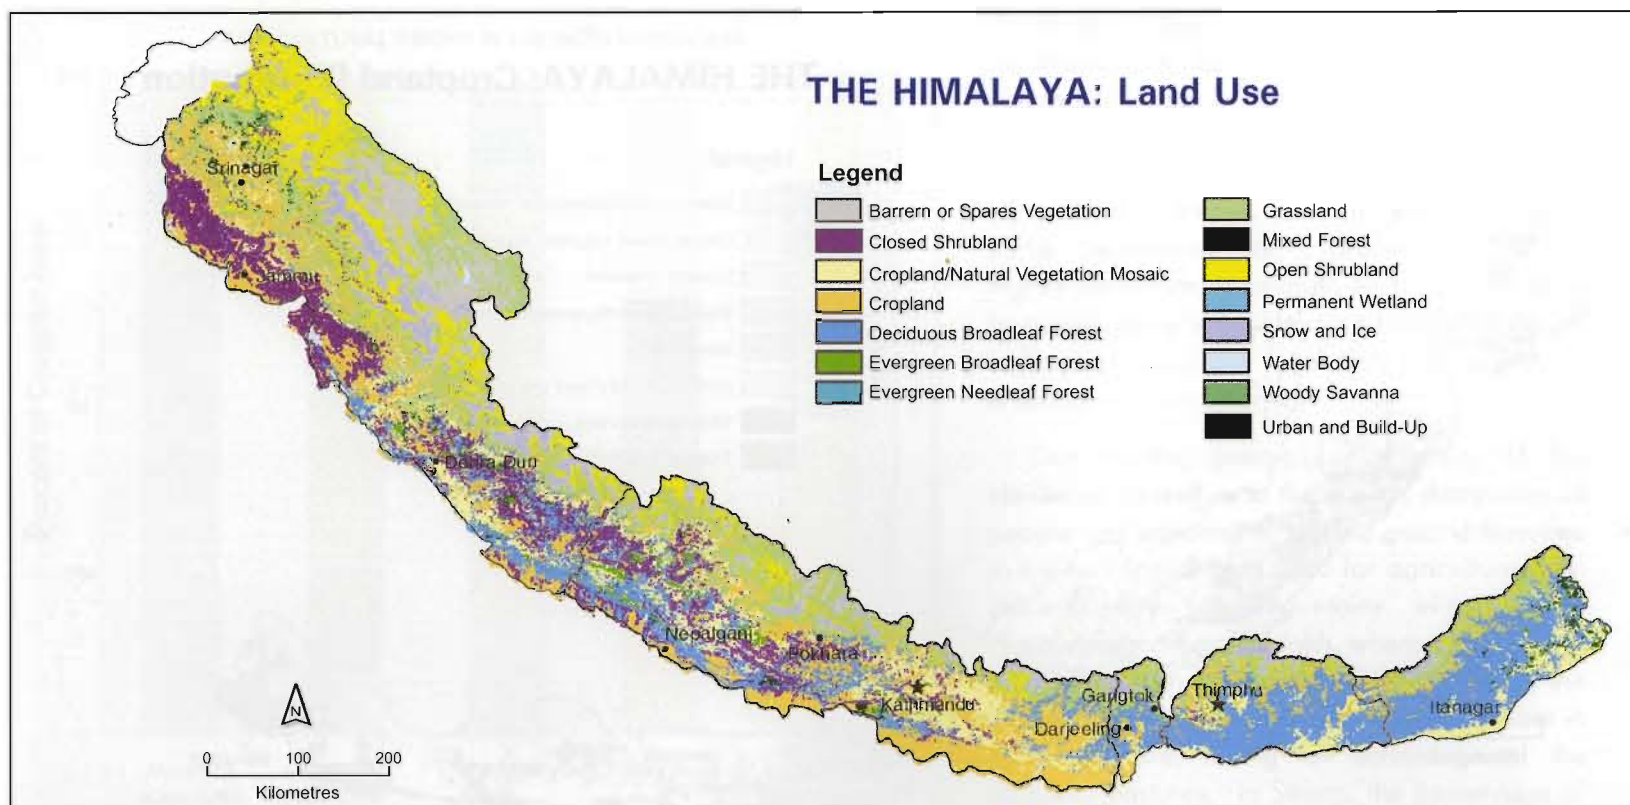 THE HIMALAYA: Land Use
Legend
Barrern or Spares Vegetation
Closed Shrubland
Cropland/Natural Vegetation Mosaic
Cropland
Deciduous Broadleaf Forest
Evergreen Broadleaf Forest
Evergreen Needleaf Forest
Grassland
Mixed Forest
Open Shrubland
Permanent Wetland
Snow and Ice
Water Body
Woody Savanna
Urban and Build-Up
Srinagar
Jammu
Dehra Dun
Nepalganj
Pokhara
Kathmandu
Gangtok
Darjeeling
Thimphu
Itanagar
N
0 100 200
Kilometres